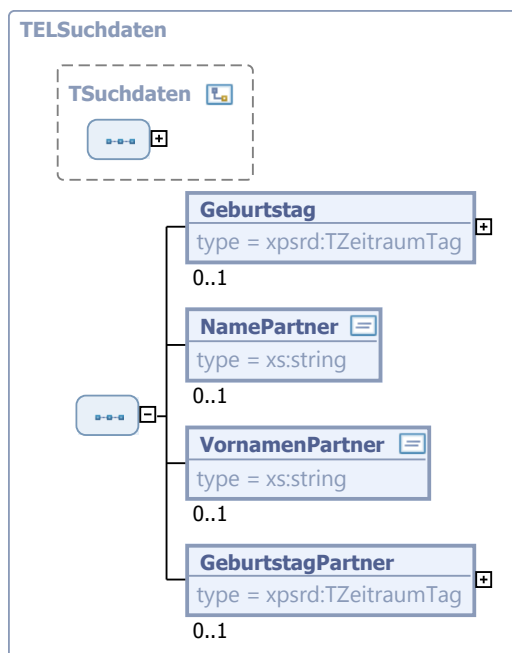 TELSuchdaten
TSuchdaten
Geburtstag
type = xpsrd:TZeitraumTag
0..1
NamePartner
type = xs:string
0..1
VornamenPartner
type = xs:string
0..1
GeburtstagPartner
type = xpsrd:TZeitraumTag
0..1